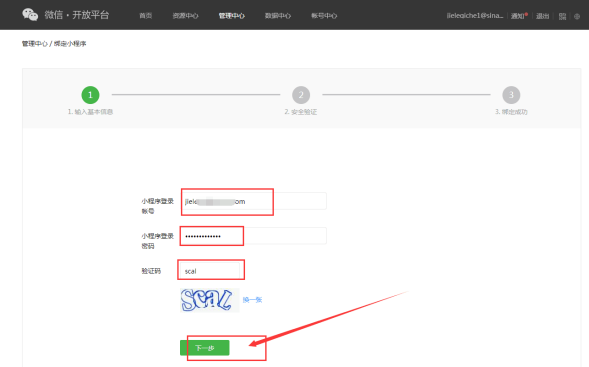 微信·开放平台 首页 资源中心 管理中心 数据中心 帐号中心 jieleqiche1@sina... 通知 退出
管理中心 / 绑定小程序
1 2 3
1. 输入基本信息 2. 安全验证 3. 绑定成功
小程序登录
帐号
jiele om
小程序登录
密码
•••••••••••••
验证码 scal
scal 换一张
下一步